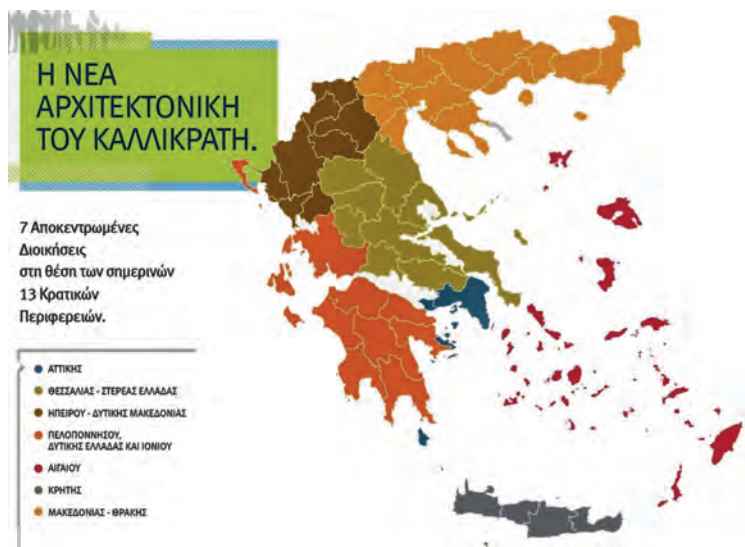 Η ΝΕΑ
ΑΡΧΙΤΕΚΤΟΝΙΚΗ
ΤΟΥ ΚΑΛΛΙΚΡΑΤΗ.
7 Αποκεντρωμένες
Διοικήσεις
στη θέση των σημερινών
13 Κρατικών
Περιφερειών.
ΑΤΤΙΚΗΣ
ΘΕΣΣΑΛΙΑΣ - ΣΤΕΡΕΑΣ ΕΛΛΑΔΑΣ
ΗΠΕΙΡΟΥ - ΔΥΤΙΚΗΣ ΜΑΚΕΔΟΝΙΑΣ
ΠΕΛΟΠΟΝΝΗΣΟΥ,
ΔΥΤΙΚΗΣ ΕΛΛΑΔΑΣ ΚΑΙ ΙΟΝΙΟΥ
ΑΙΓΑΙΟΥ
ΚΡΗΤΗΣ
ΜΑΚΕΔΟΝΙΑΣ - ΘΡΑΚΗΣ